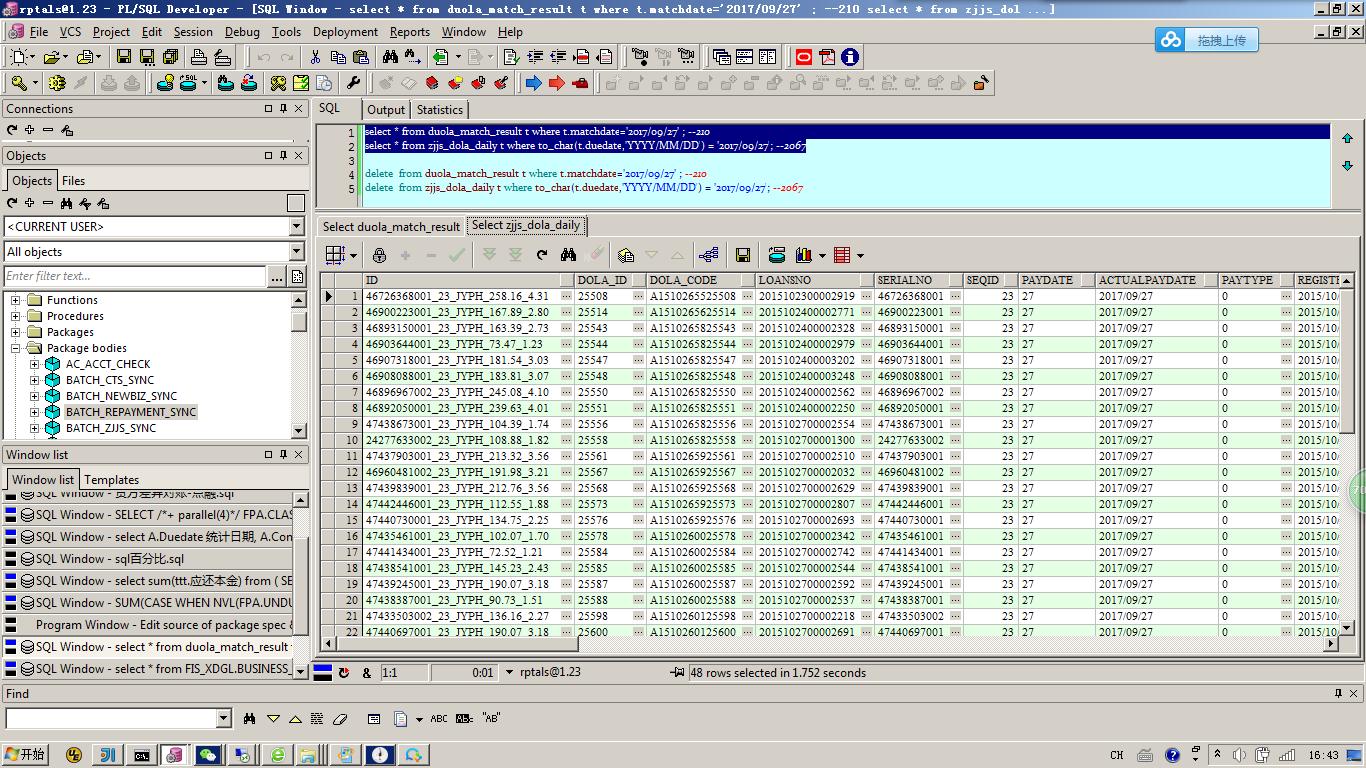 rptals@1.23 - PL/SQL Developer - [SQL Window - select * from duola_match_result t where t.matchdate='2017/09/27' ; --210 select * from zjjs_dol ...]
File VCS Project Edit Session Debug Tools Deployment Reports Window Help
拖拽上传
Connections
Objects
Objects Files
<CURRENT USER>
All objects
Enter filter text...
Functions
Procedures
Packages
Package bodies
AC_ACCT_CHECK
BATCH_CTS_SYNC
BATCH_NEWBIZ_SYNC
BATCH_REPAYMENT_SYNC
BATCH_ZJJS_SYNC
Window list
Window list Templates
SQL Window - SELECT /*+ parallel(4)*/ FPA.CLAS
SQL Window - select A.Duedate 统计日期, A.Con
SQL Window - sql百分比.sql
SQL Window - select sum(ttt.应还本金) from ( SE
SQL Window - SUM(CASE WHEN NVL(FPA.UNDU
Program Window - Edit source of package spec &
SQL Window - select * from duola_match_result
SQL Window - select * from FIS_XDGL.BUSINESS_
SQL Output Statistics
1 select * from duola_match_result t where t.matchdate='2017/09/27' ; --210
2 select * from zjjs_dola_daily t where to_char(t.duedate,'YYYY/MM/DD') = '2017/09/27'; --2067
3
4 delete from duola_match_result t where t.matchdate='2017/09/27' ; --210
5 delete from zjjs_dola_daily t where to_char(t.duedate,'YYYY/MM/DD') = '2017/09/27'; --2067
Select duola_match_result Select zjjs_dola_daily
ID DOLA_ID DOLA_CODE LOANSNO SERIALNO SEQID PAYDATE ACTUALPAYDATE PAYTYPE REGISTE
1 46726368001_23_JYPH_258.16_4.31 25508 A1510265525508 2015102300002919 46726368001 23 27 2017/09/27 0 2015/10/
2 46900223001_23_JYPH_167.89_2.80 25514 A1510265625514 2015102400002771 46900223001 23 27 2017/09/27 0 2015/10/
3 46893150001_23_JYPH_163.39_2.73 25543 A1510265825543 2015102400002328 46893150001 23 27 2017/09/27 0 2015/10/
4 46903644001_23_JYPH_73.47_1.23 25544 A1510265825544 2015102400002979 46903644001 23 27 2017/09/27 0 2015/10/
5 46907318001_23_JYPH_181.54_3.03 25547 A1510265825547 2015102400003202 46907318001 23 27 2017/09/27 0 2015/10/
6 46908088001_23_JYPH_183.81_3.07 25548 A1510265825548 2015102400003248 46908088001 23 27 2017/09/27 0 2015/10/
7 46896967002_23_JYPH_245.08_4.10 25550 A1510265825550 2015102400002562 46896967002 23 27 2017/09/27 0 2015/10/
8 46892050001_23_JYPH_239.63_4.01 25551 A1510265825551 2015102400002250 46892050001 23 27 2017/09/27 0 2015/10/
9 47438673001_23_JYPH_104.39_1.74 25556 A1510265825556 2015102700002554 47438673001 23 27 2017/09/27 0 2015/10/
10 24277633002_23_JYPH_108.88_1.82 25558 A1510265825558 2015102700001300 24277633002 23 27 2017/09/27 0 2015/10/
11 47437903001_23_JYPH_213.32_3.56 25561 A1510265925561 2015102700002510 47437903001 23 27 2017/09/27 0 2015/10/
12 46960481002_23_JYPH_191.98_3.21 25567 A1510265925567 2015102700002032 46960481002 23 27 2017/09/27 0 2015/10/
13 47439839001_23_JYPH_212.76_3.56 25568 A1510265925568 2015102700002629 47439839001 23 27 2017/09/27 0 2015/10/
14 47442446001_23_JYPH_112.55_1.88 25573 A1510265925573 2015102700002807 47442446001 23 27 2017/09/27 0 2015/10/
15 47440730001_23_JYPH_134.75_2.25 25576 A1510265925576 2015102700002693 47440730001 23 27 2017/09/27 0 2015/10/
16 47435461001_23_JYPH_102.07_1.70 25578 A1510260025578 2015102700002342 47435461001 23 27 2017/09/27 0 2015/10/
17 47441434001_23_JYPH_72.52_1.21 25584 A1510260025584 2015102700002742 47441434001 23 27 2017/09/27 0 2015/10/
18 47438541001_23_JYPH_145.23_2.43 25585 A1510260025585 2015102700002544 47438541001 23 27 2017/09/27 0 2015/10/
19 47439245001_23_JYPH_190.07_3.18 25587 A1510260025587 2015102700002592 47439245001 23 27 2017/09/27 0 2015/10/
20 47438387001_23_JYPH_90.73_1.51 25588 A1510260025588 2015102700002537 47438387001 23 27 2017/09/27 0 2015/10/
21 47433503002_23_JYPH_136.16_2.27 25598 A1510260125598 2015102700002218 47433503002 23 27 2017/09/27 0 2015/10/
22 47440697001_23_JYPH_190.07_3.18 25600 A1510260125600 2015102700002691 47440697001 23 27 2017/09/27 0 2015/10/
& 1:1 0:01 rptals@1.23 48 rows selected in 1.752 seconds
Find
ABC "AB"
开始 CH 16:43